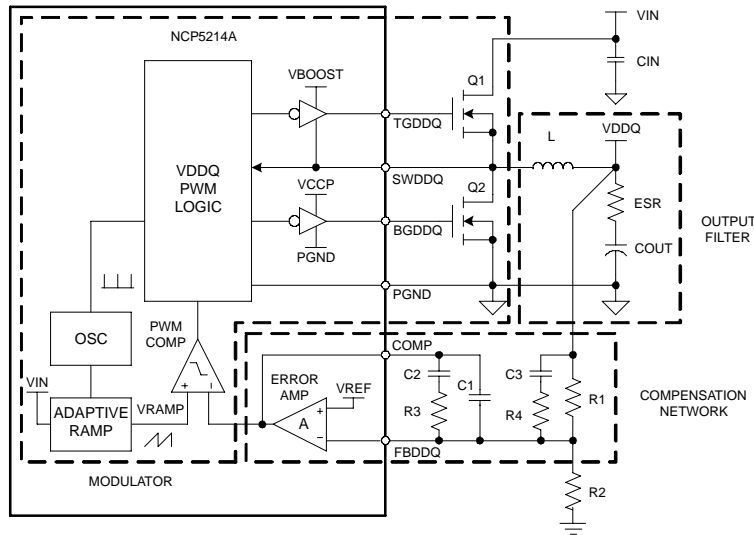 NCP5214A
VIN
CIN
VBOOST
Q1
TGDDQ
VDDQ
PWM
LOGIC
SWDDQ
L
VDDQ
VCCP
Q2
ESR
BGDDQ
COUT
PGND
OUTPUT
FILTER
PGND
OSC
PWM
COMP
COMP
VIN
ERROR
AMP
VREF
C2
C1
C3
R1
COMPENSATION
NETWORK
ADAPTIVE
RAMP
VRAMP
+
−
A
+
−
R3
R4
FBDDQ
MODULATOR
R2